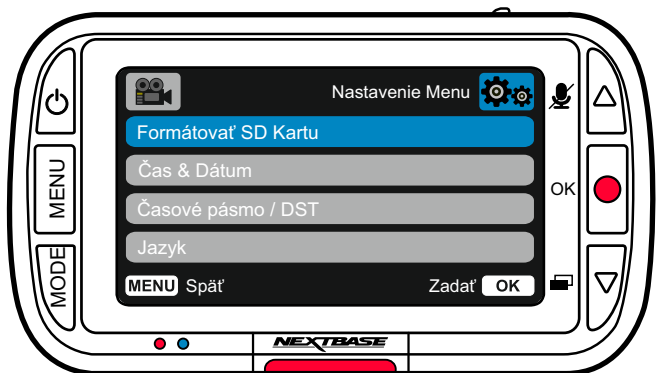 Nastavenie Menu
Formátovať SD Kartu
Čas & Dátum
Časové pásmo / DST
Jazyk
MENU Späť
Zadať OK
MENU
MODE
OK
NEXTBASE